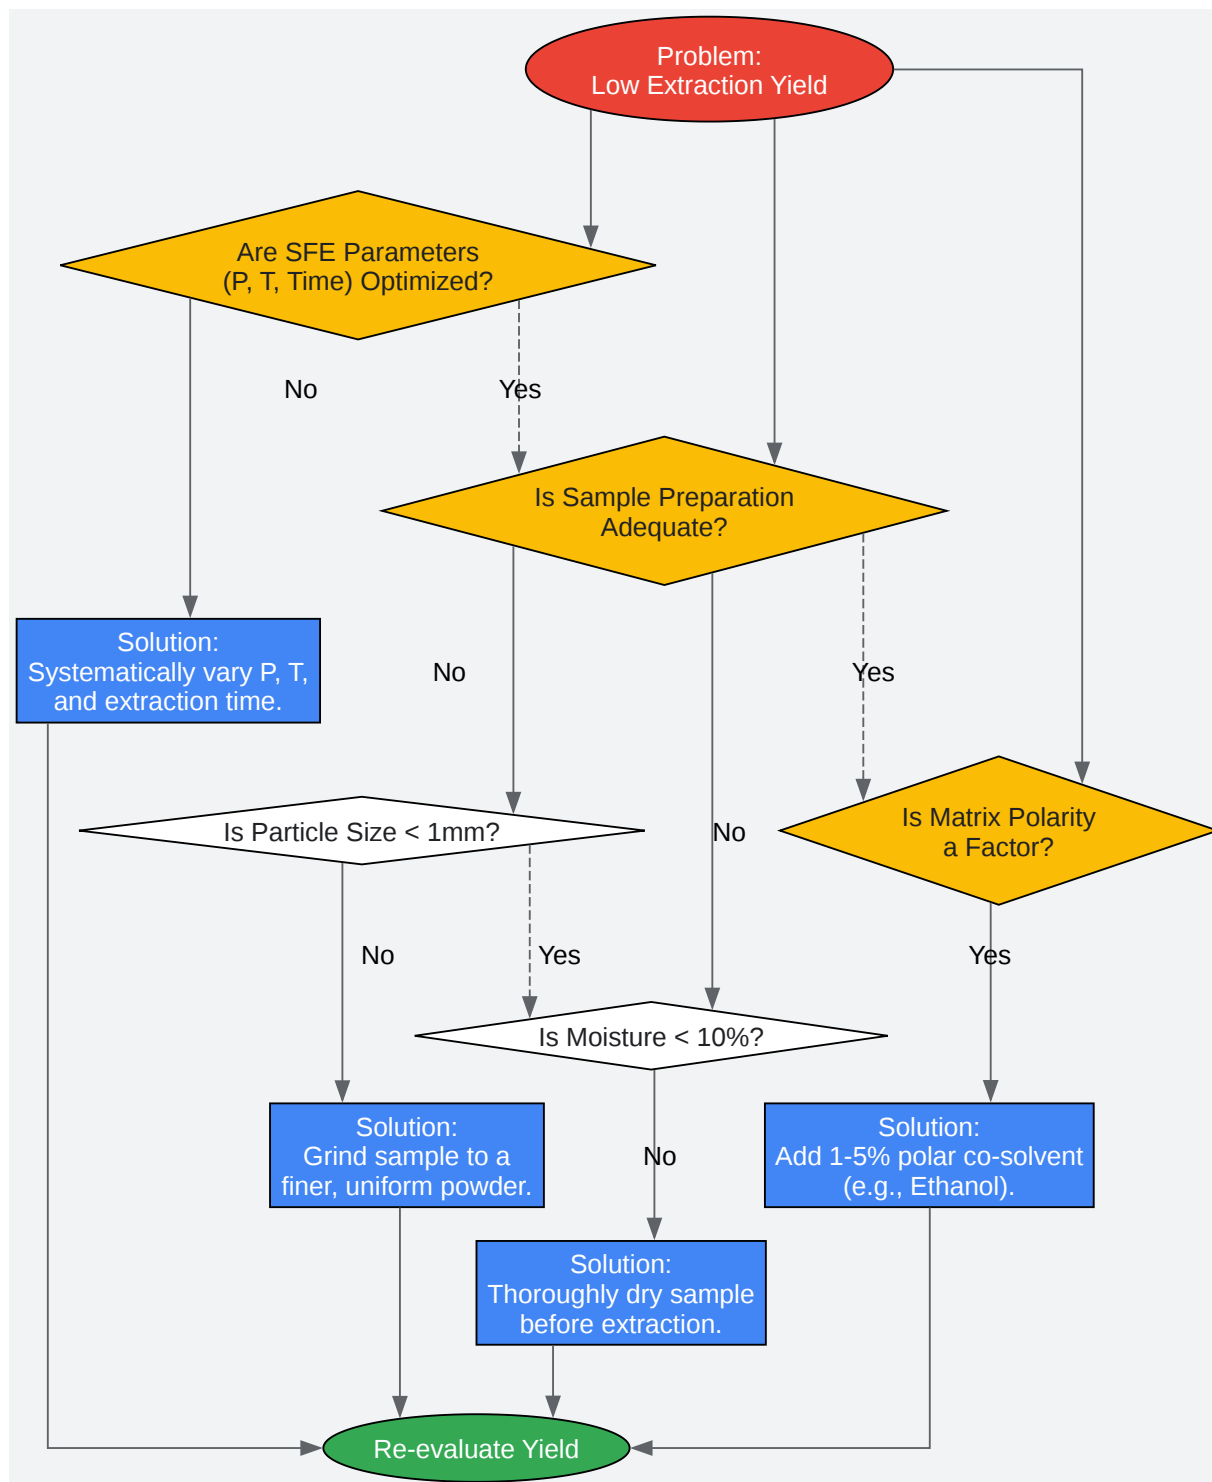 Problem:
Low Extraction Yield
Are SFE Parameters
(P, T, Time) Optimized?
No
Yes
Is Sample Preparation
Adequate?
Solution:
Systematically vary P, T,
and extraction time.
No
Yes
Is Particle Size < 1mm?
No
Is Matrix Polarity
a Factor?
No
Yes
Yes
Is Moisture < 10%?
Solution:
Grind sample to a
finer, uniform powder.
No
Solution:
Add 1-5% polar co-solvent
(e.g., Ethanol).
Solution:
Thoroughly dry sample
before extraction.
Re-evaluate Yield